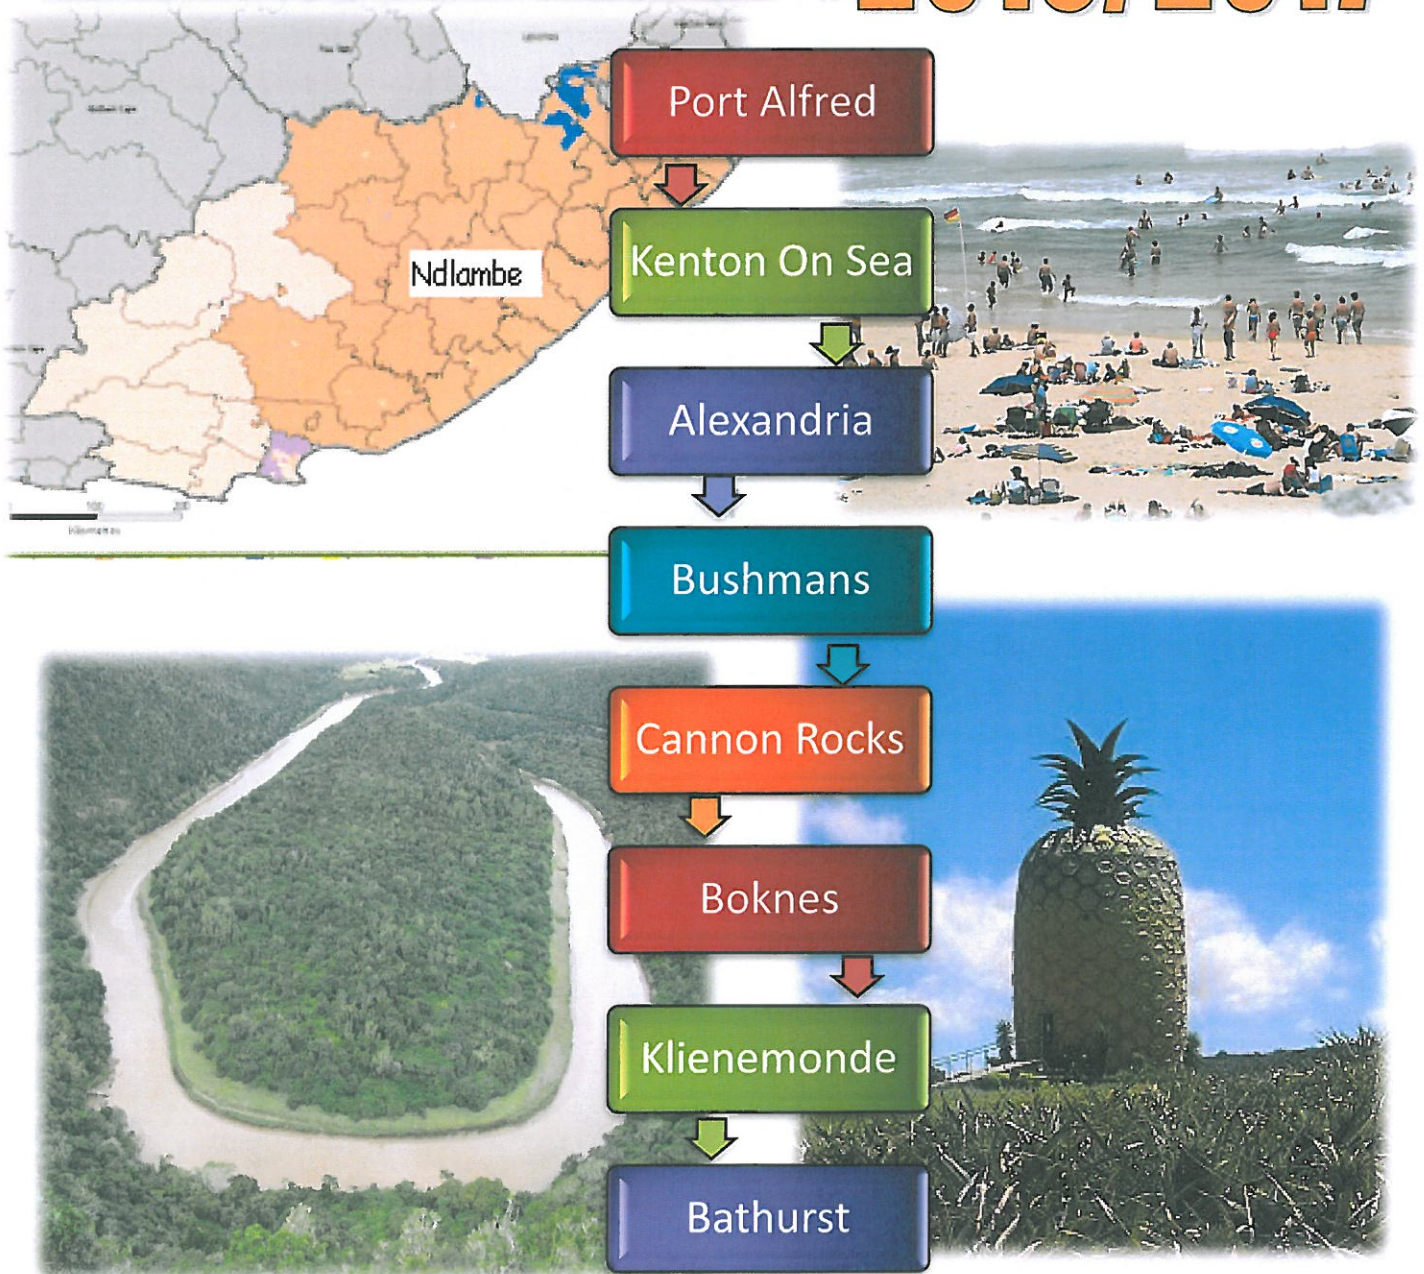 Port Alfred
Kenton On Sea
Ndlambe
Alexandria
Bushmans
Cannon Rocks
Boknes
Klienemonde
Bathurst